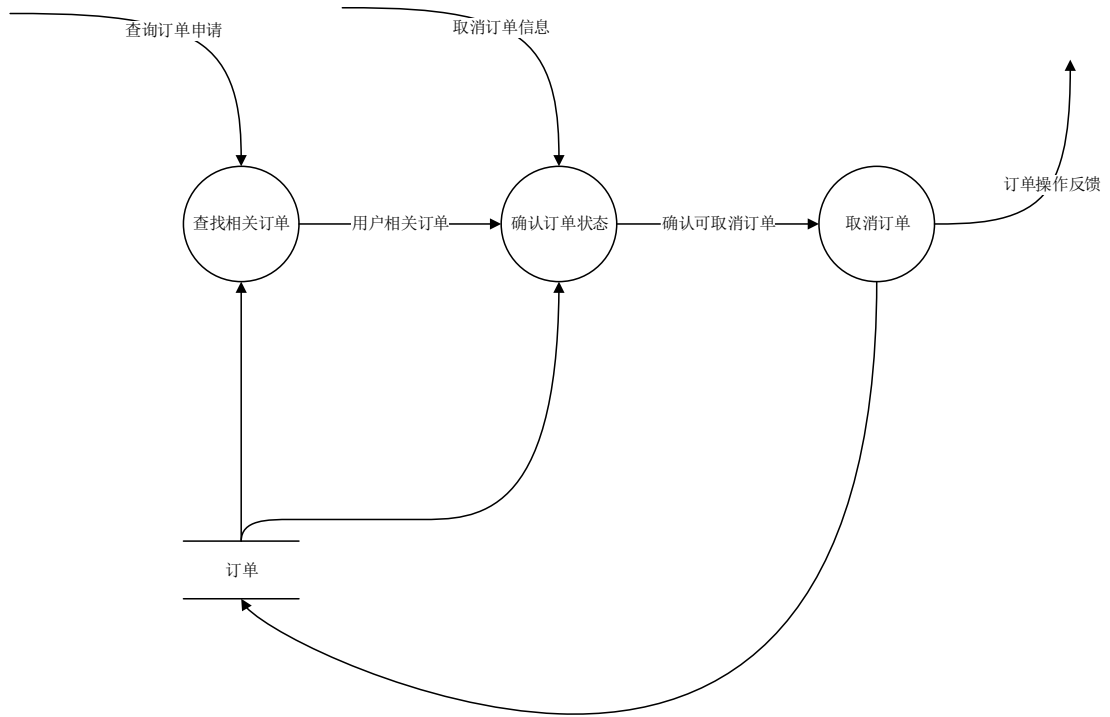 查询订单申请
取消订单信息
订单操作反馈
查找相关订单
用户相关订单
确认订单状态
确认可取消订单
取消订单
订单